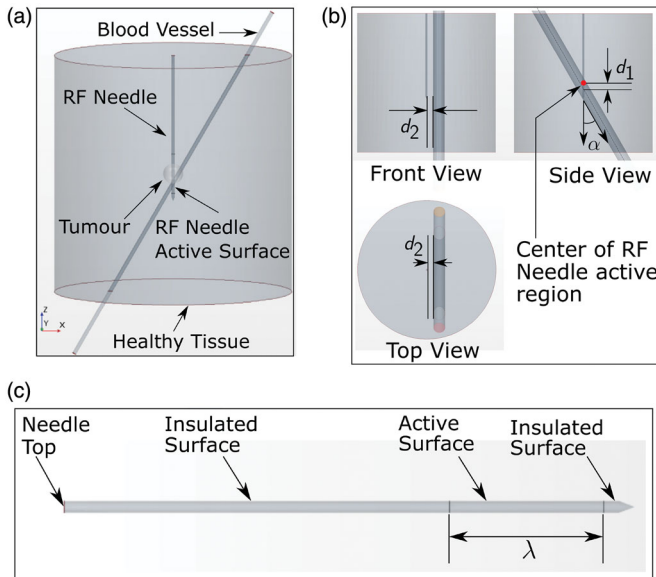 (a)
Blood Vessel
RF Needle
Tumour
RF Needle
Active Surface
Z
Y
X
Healthy Tissue
(b)
d2
Front View
d1
α
Side View
d2
Top View
Center of RF
Needle active
region
(c)
Needle
Top
Insulated
Surface
Active
Surface
Insulated
Surface
λ